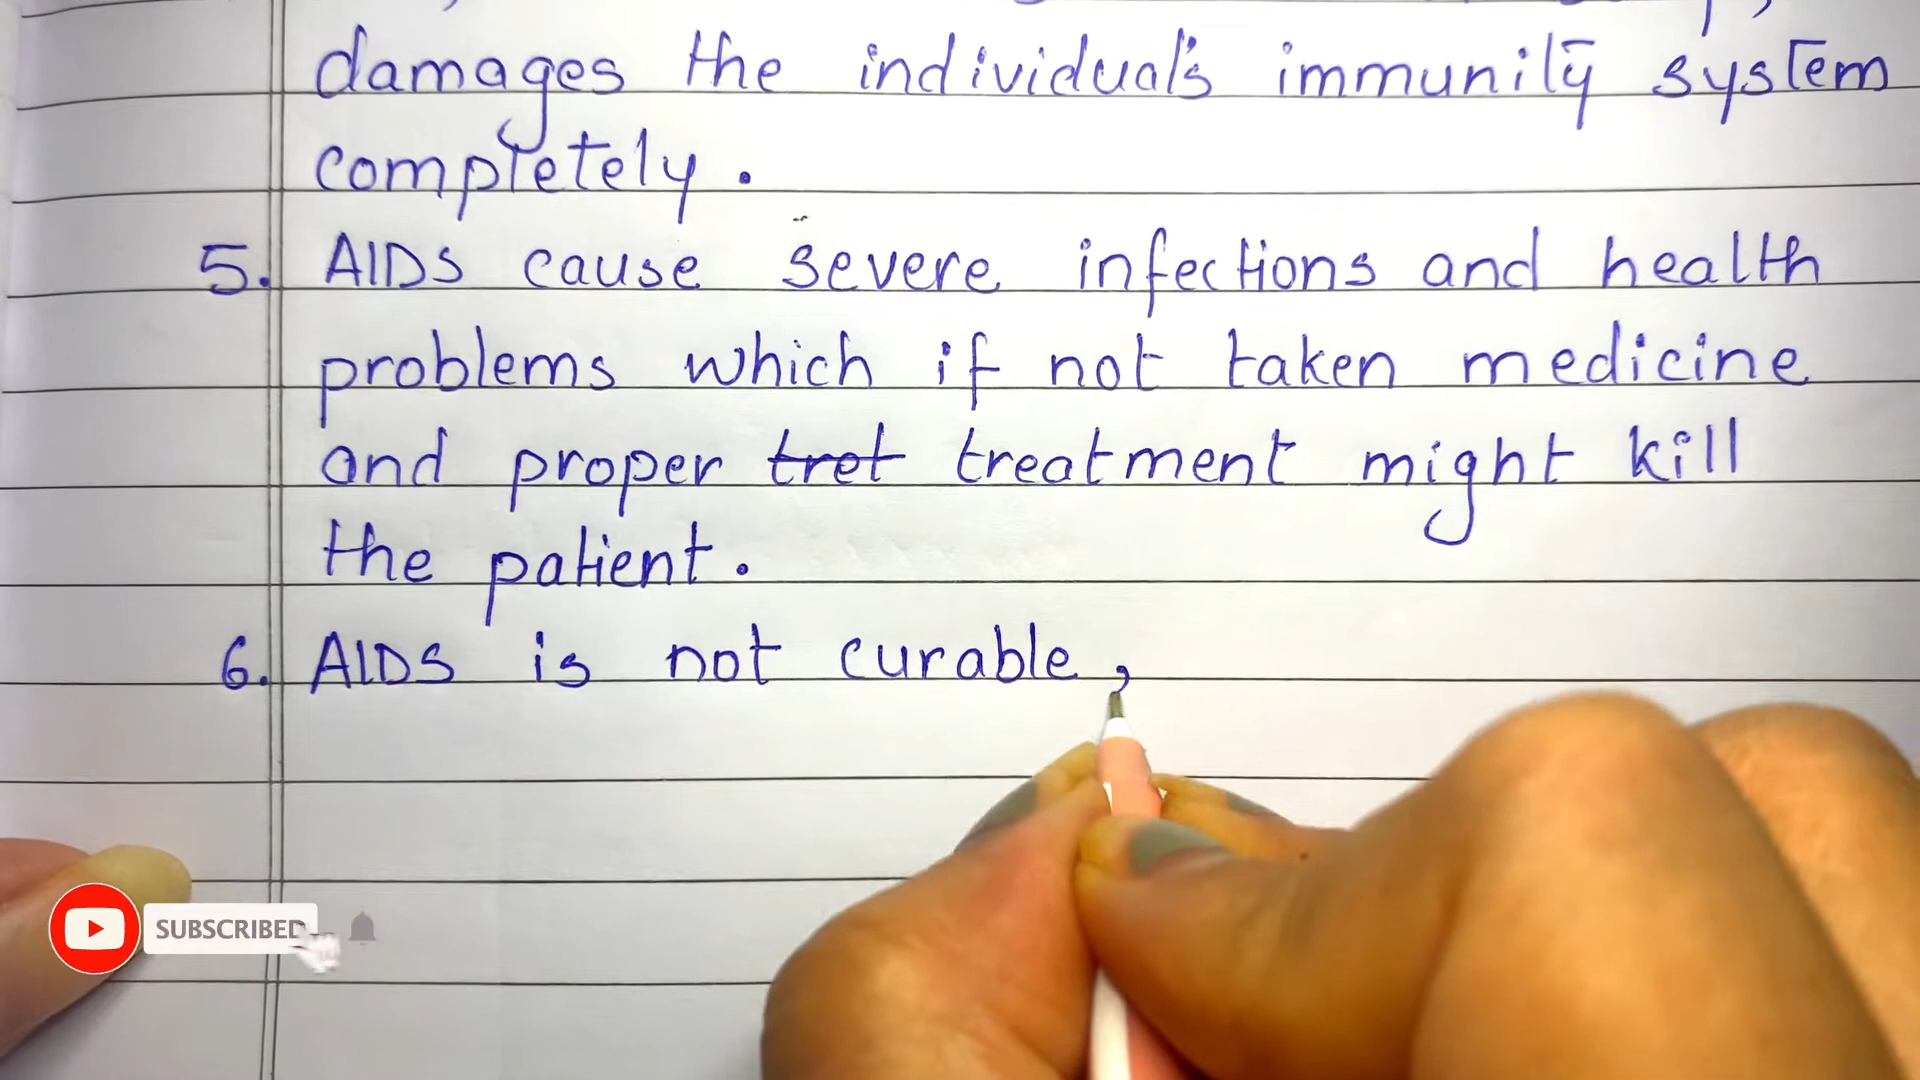 damages the individual's immunity system
completely.
5. AIDS cause severe infections and health
problems which if not taken medicine
and proper tret treatment might kill
the patient.
6. AIDS is not curable,
SUBSCRIBED